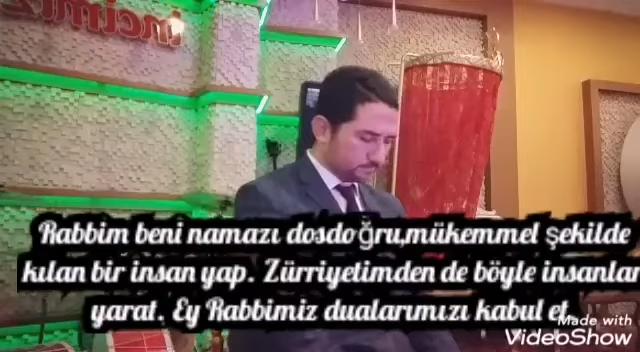 incimiz
Rabbim beni namazı dosdoğru,mükemmel şekilde
kılan bir insan yap. Zürriyetimden de böyle insanlar
yarat. Ey Rabbimiz dualarımızı kabul et
Made with
VideoShow